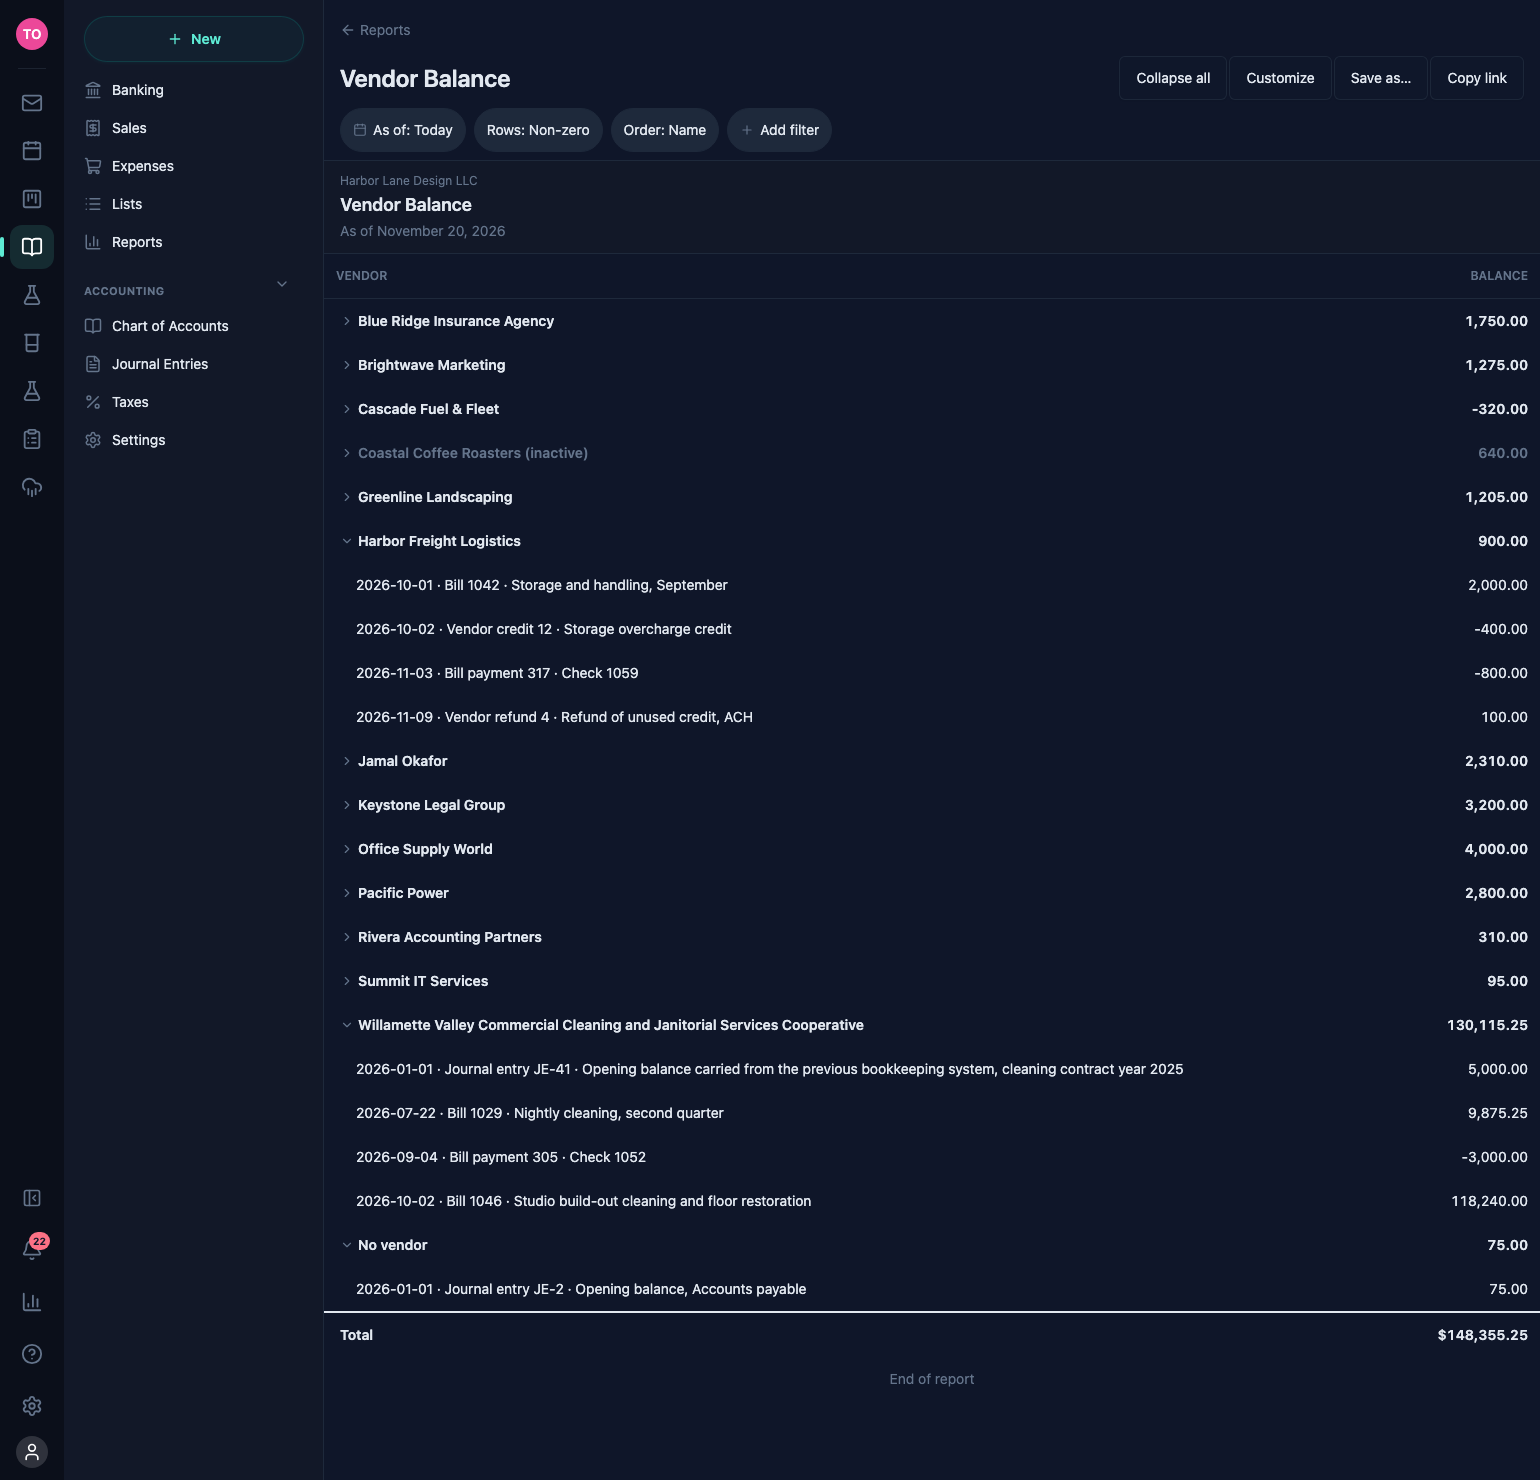 TO
New
Banking
Sales
Expenses
Lists
Reports
ACCOUNTING
Chart of Accounts
Journal Entries
Taxes
Settings
22
Reports
Vendor Balance
Collapse all
Customize
Save as...
Copy link
As of: Today
Rows: Non-zero
Order: Name
Add filter
Harbor Lane Design LLC
Vendor Balance
As of November 20, 2026
VENDOR BALANCE
Blue Ridge Insurance Agency 1,750.00
Brightwave Marketing 1,275.00
Cascade Fuel & Fleet -320.00
Coastal Coffee Roasters (inactive) 640.00
Greenline Landscaping 1,205.00
Harbor Freight Logistics 900.00
2026-10-01 · Bill 1042 · Storage and handling, September 2,000.00
2026-10-02 · Vendor credit 12 · Storage overcharge credit -400.00
2026-11-03 · Bill payment 317 · Check 1059 -800.00
2026-11-09 · Vendor refund 4 · Refund of unused credit, ACH 100.00
Jamal Okafor 2,310.00
Keystone Legal Group 3,200.00
Office Supply World 4,000.00
Pacific Power 2,800.00
Rivera Accounting Partners 310.00
Summit IT Services 95.00
Willamette Valley Commercial Cleaning and Janitorial Services Cooperative 130,115.25
2026-01-01 · Journal entry JE-41 · Opening balance carried from the previous bookkeeping system, cleaning contract year 2025 5,000.00
2026-07-22 · Bill 1029 · Nightly cleaning, second quarter 9,875.25
2026-09-04 · Bill payment 305 · Check 1052 -3,000.00
2026-10-02 · Bill 1046 · Studio build-out cleaning and floor restoration 118,240.00
No vendor 75.00
2026-01-01 · Journal entry JE-2 · Opening balance, Accounts payable 75.00
Total $148,355.25
End of report